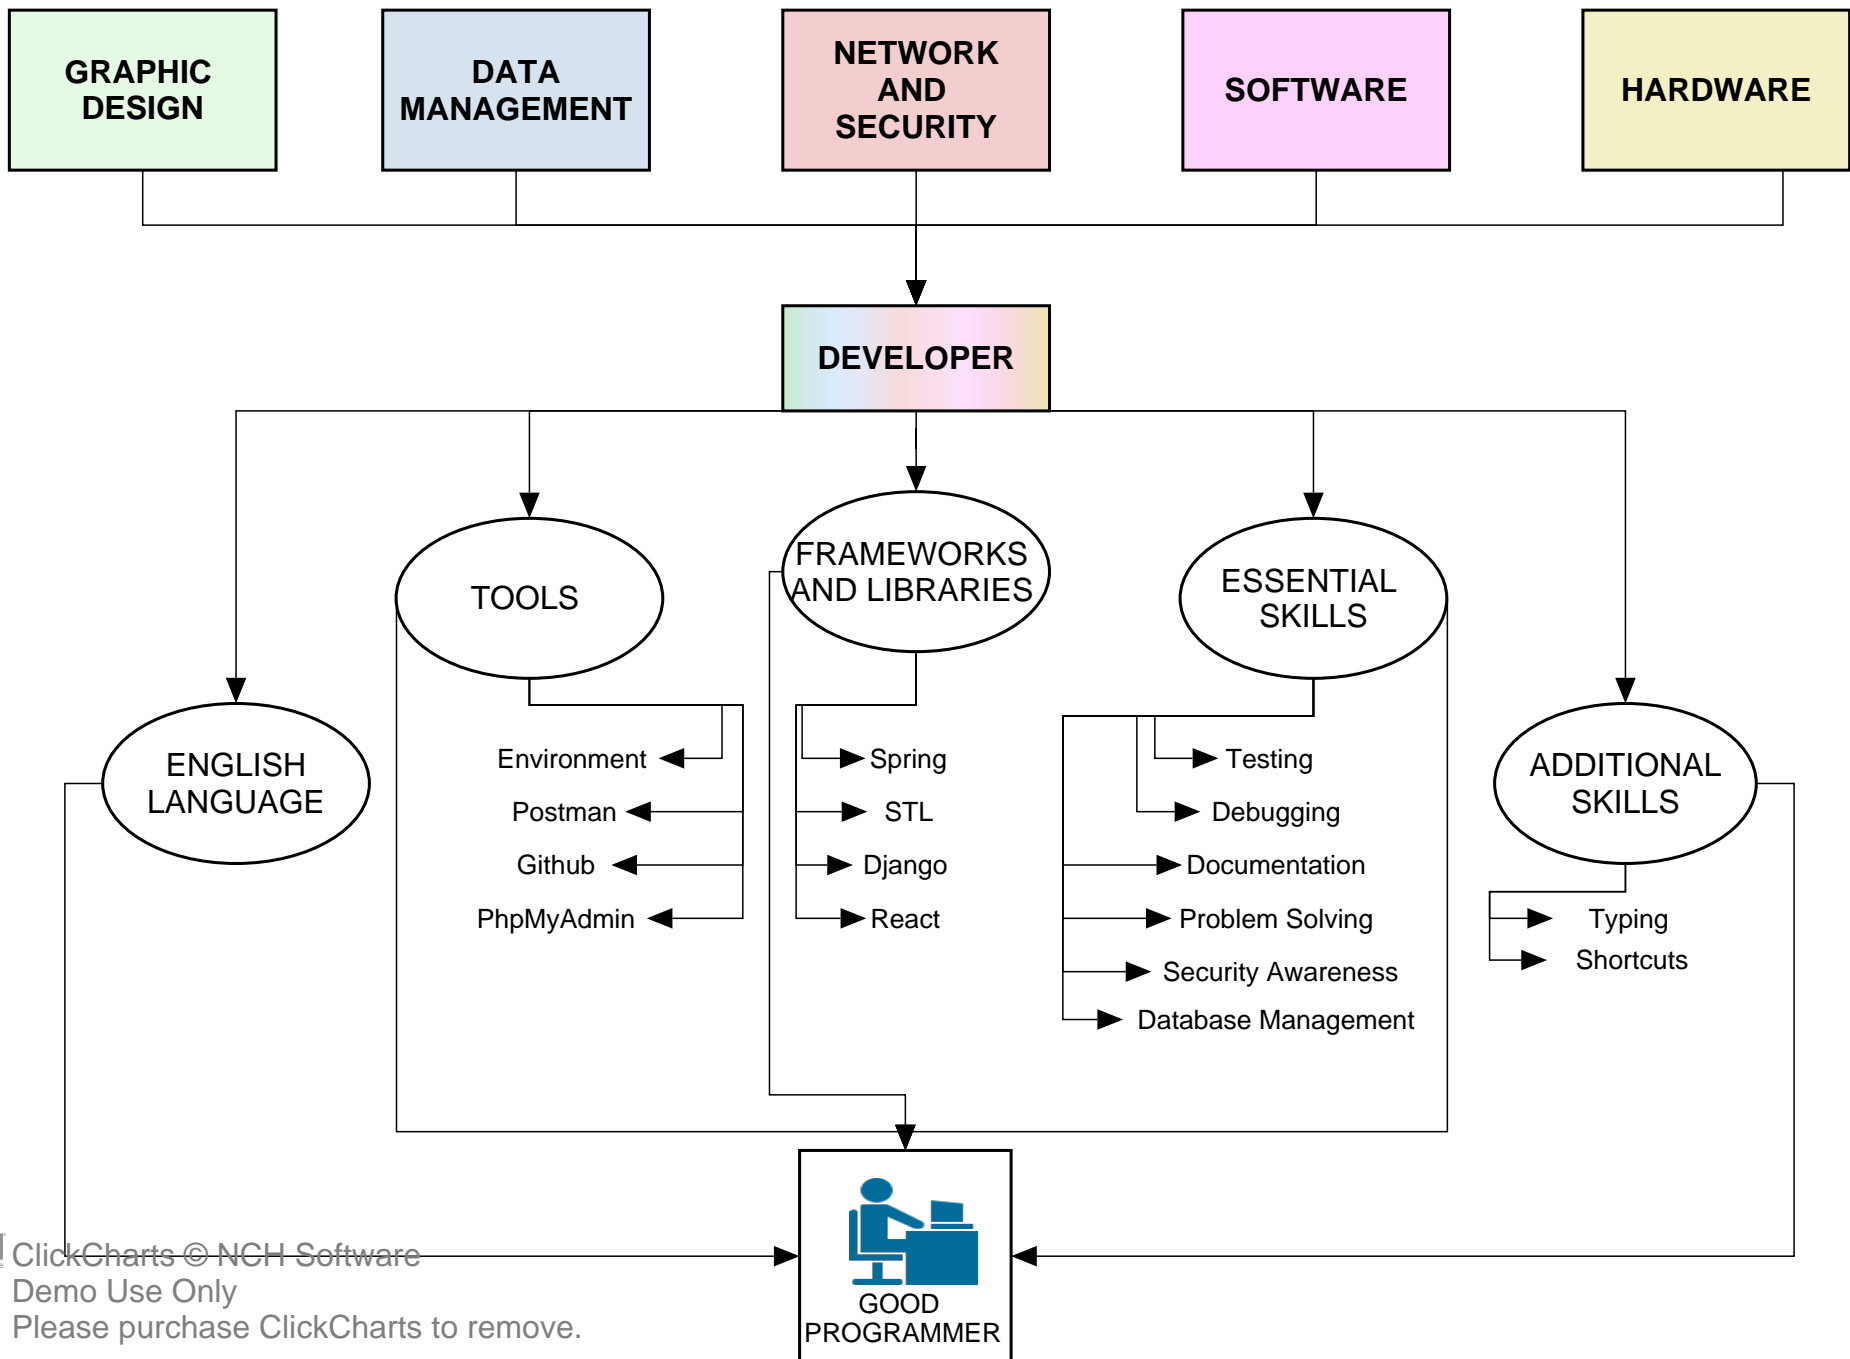 GRAPHIC
DESIGN
DATA
MANAGEMENT
NETWORK
AND
SECURITY
SOFTWARE
HARDWARE
DEVELOPER
ENGLISH
LANGUAGE
TOOLS
FRAMEWORKS
AND LIBRARIES
ESSENTIAL
SKILLS
ADDITIONAL
SKILLS
Environment
Postman
Github
PhpMyAdmin
Spring
STL
Django
React
Testing
Debugging
Documentation
Problem Solving
Security Awareness
Database Management
Typing
Shortcuts
GOOD
PROGRAMMER
ClickCharts © NCH Software
Demo Use Only
Please purchase ClickCharts to remove.